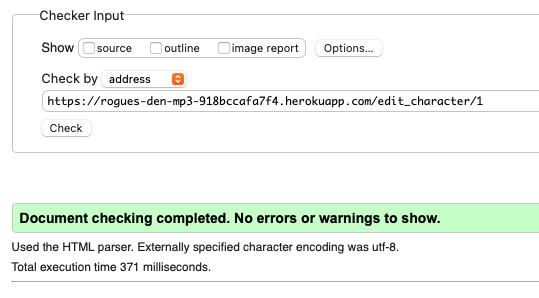 Checker Input
Show source outline image report Options...
Check by address
https://rogues-den-mp3-918bccafa7f4.herokuapp.com/edit_character/1
Check
Document checking completed. No errors or warnings to show.
Used the HTML parser. Externally specified character encoding was utf-8.
Total execution time 371 milliseconds.